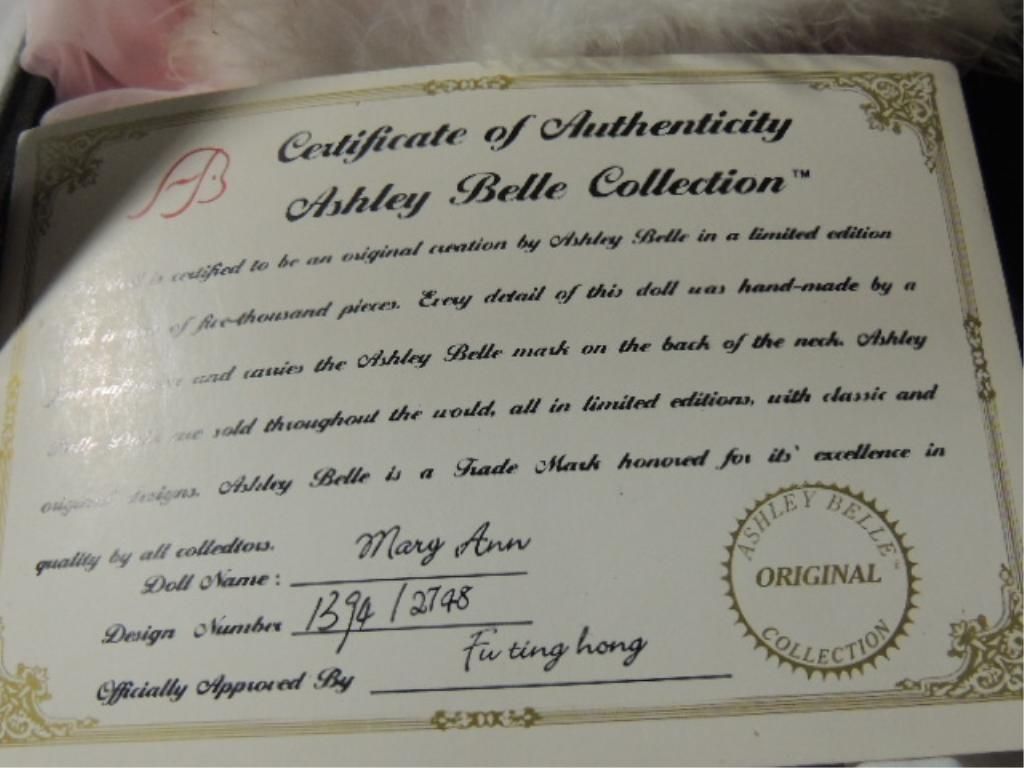 Certificate of Authenticity
AB
Ashley Belle Collection™
is certified to be an original creation by Ashley Belle in a limited edition
of five-thousand pieces. Every detail of this doll was hand-made by a
and carries the Ashley Belle mark on the back of the neck. Ashley
Belle Dolls are sold throughout the world, all in limited editions, with classic and
original designs. Ashley Belle is a Trade Mark honored for its' excellence in
quality by all colledtors.
Doll Name: Mary Ann
Design Number 1394/2748
Officially Approved By Fu ting hong
ASHLEY BELLE™
ORIGINAL
COLLECTION